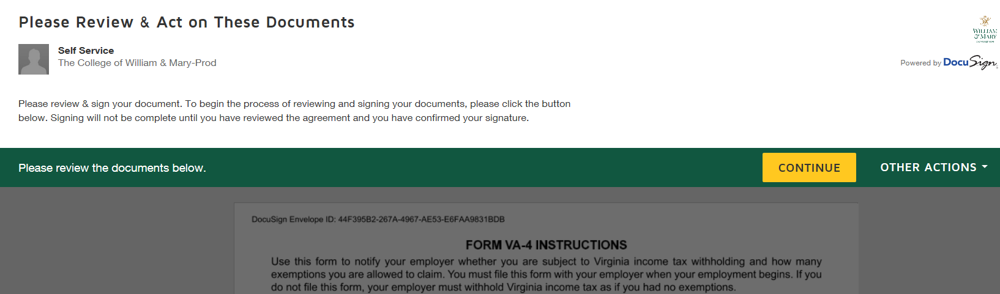 Please Review & Act on These Documents
WILLIAM
& MARY
Self Service
The College of William & Mary-Prod
Powered by DocuSign
Please review & sign your document. To begin the process of reviewing and signing your documents, please click the button
below. Signing will not be complete until you have reviewed the agreement and you have confirmed your signature.
Please review the documents below.
CONTINUE
OTHER ACTIONS
DocuSign Envelope ID: 44F395B2-267A-4967-AE53-E6FAA9831BDB
FORM VA-4 INSTRUCTIONS
Use this form to notify your employer whether you are subject to Virginia income tax withholding and how many
exemptions you are allowed to claim. You must file this form with your employer when your employment begins. If you
do not file this form, your employer must withhold Virginia income tax as if you had no exemptions.